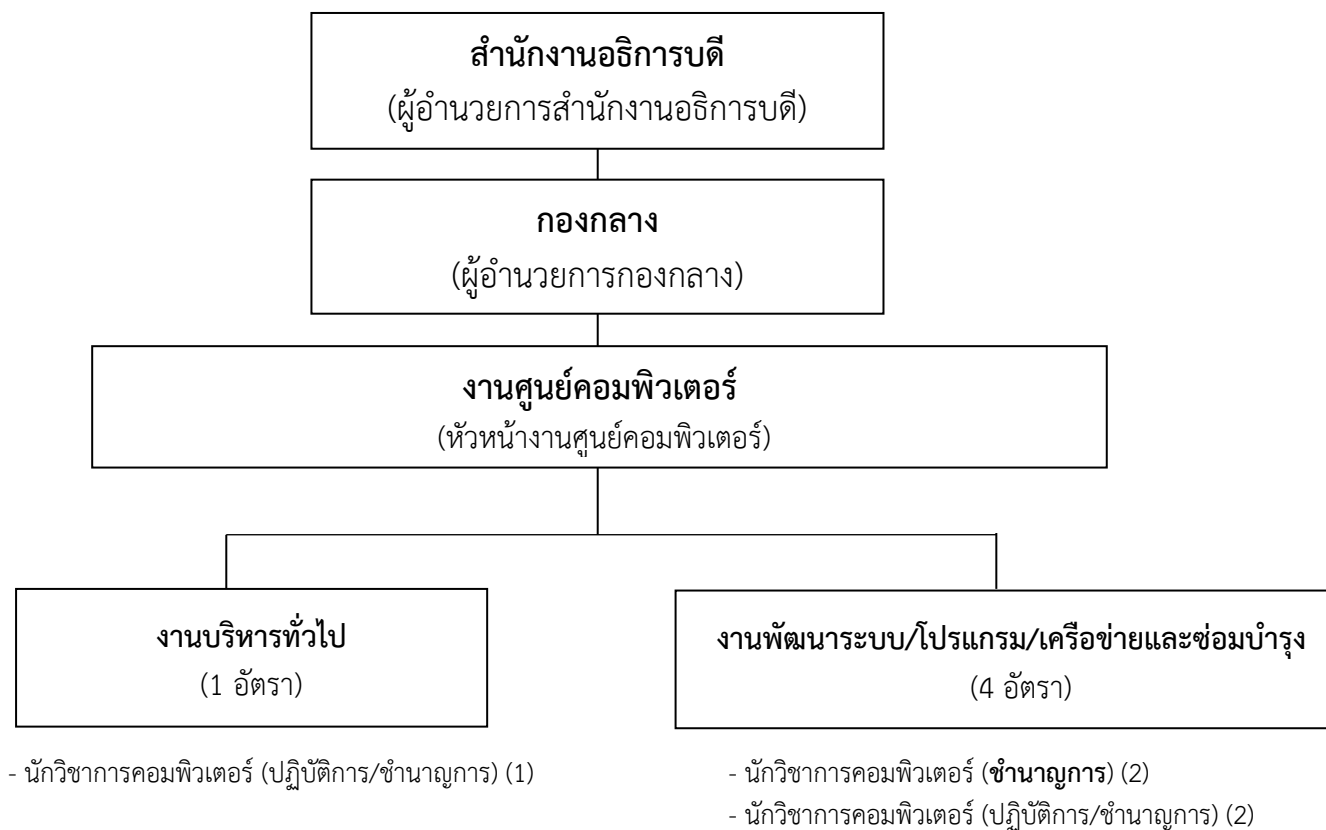 สำนักงานอธิการบดี
(ผู้อำนวยการสำนักงานอธิการบดี)
กองกลาง
(ผู้อำนวยการกองกลาง)
งานศูนย์คอมพิวเตอร์
(หัวหน้างานศูนย์คอมพิวเตอร์)
งานบริหารทั่วไป
(1 อัตรา)
- นักวิชาการคอมพิวเตอร์ (ปฏิบัติการ/ชำนาญการ) (1)
งานพัฒนาระบบ/โปรแกรม/เครือข่ายและซ่อมบำรุง
(4 อัตรา)
- นักวิชาการคอมพิวเตอร์ (ชำนาญการ) (2)
- นักวิชาการคอมพิวเตอร์ (ปฏิบัติการ/ชำนาญการ) (2)